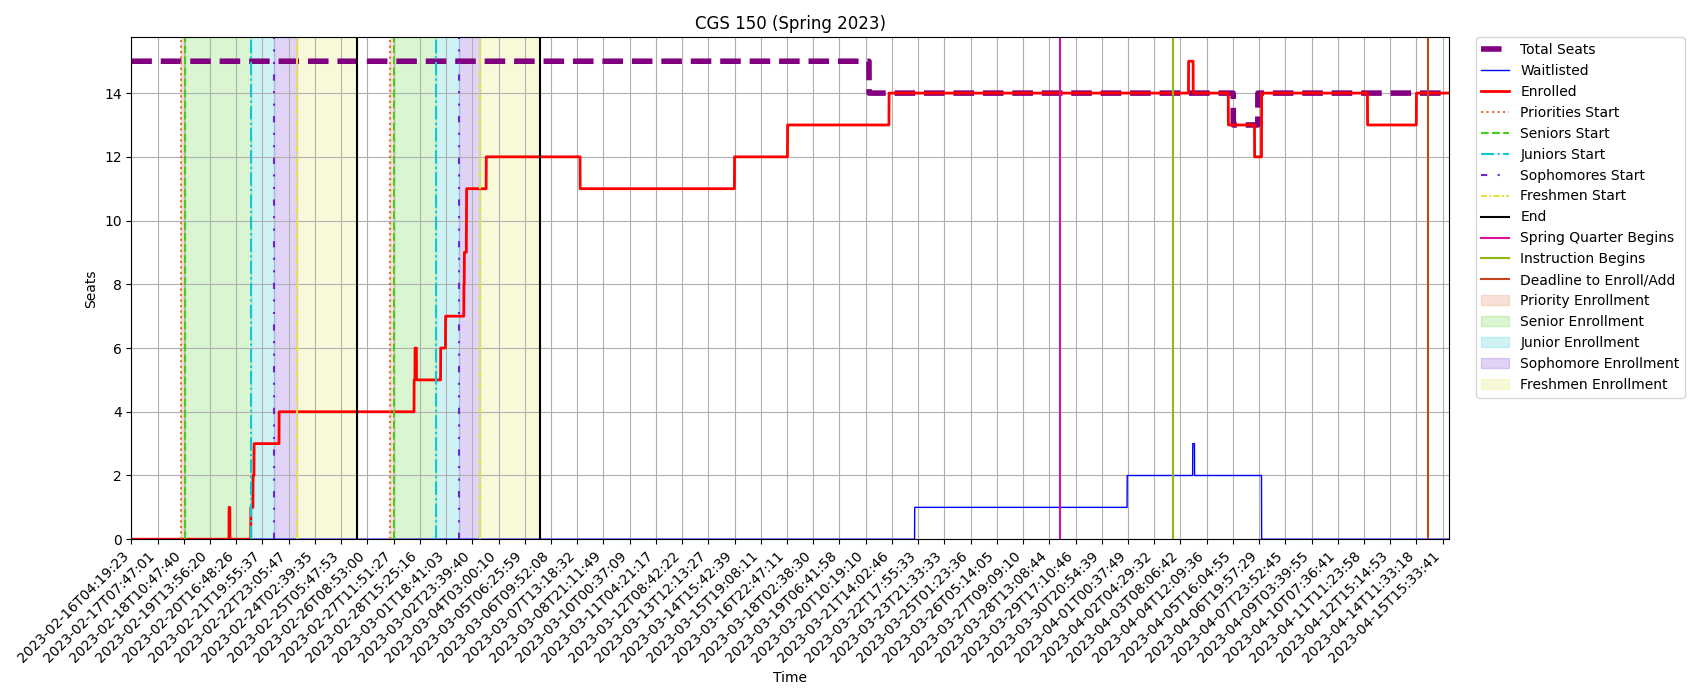 CGS 150 (Spring 2023)
Seats
14
12
10
8
6
4
2
0
2023-02-16T04:19:23
2023-02-17T07:47:01
2023-02-18T10:47:40
2023-02-19T13:56:20
2023-02-20T16:48:26
2023-02-21T19:55:37
2023-02-22T23:05:47
2023-02-24T02:39:35
2023-02-25T05:47:53
2023-02-26T08:53:00
2023-02-27T11:51:27
2023-02-28T15:25:16
2023-03-01T18:41:03
2023-03-02T23:39:40
2023-03-04T03:00:10
2023-03-05T06:25:59
2023-03-06T09:52:08
2023-03-07T13:18:32
2023-03-08T21:11:49
2023-03-10T00:37:09
2023-03-11T04:21:17
2023-03-12T08:42:22
2023-03-13T12:13:27
2023-03-14T15:42:39
2023-03-15T19:08:11
2023-03-16T22:47:11
2023-03-18T02:38:30
2023-03-19T06:41:58
2023-03-20T10:19:10
2023-03-21T14:02:46
2023-03-22T17:55:33
2023-03-23T21:33:33
2023-03-25T01:23:36
2023-03-26T05:14:05
2023-03-27T09:09:10
2023-03-28T13:08:44
2023-03-29T17:10:46
2023-03-30T20:54:39
2023-04-01T00:37:49
2023-04-02T04:29:32
2023-04-03T08:06:42
2023-04-04T12:09:36
2023-04-05T16:04:55
2023-04-06T19:57:29
2023-04-07T23:52:45
2023-04-09T03:39:55
2023-04-10T07:36:41
2023-04-11T11:23:58
2023-04-12T15:14:53
2023-04-14T11:33:18
2023-04-15T15:33:41
Time
Total Seats
Waitlisted
Enrolled
Priorities Start
Seniors Start
Juniors Start
Sophomores Start
Freshmen Start
End
Spring Quarter Begins
Instruction Begins
Deadline to Enroll/Add
Priority Enrollment
Senior Enrollment
Junior Enrollment
Sophomore Enrollment
Freshmen Enrollment